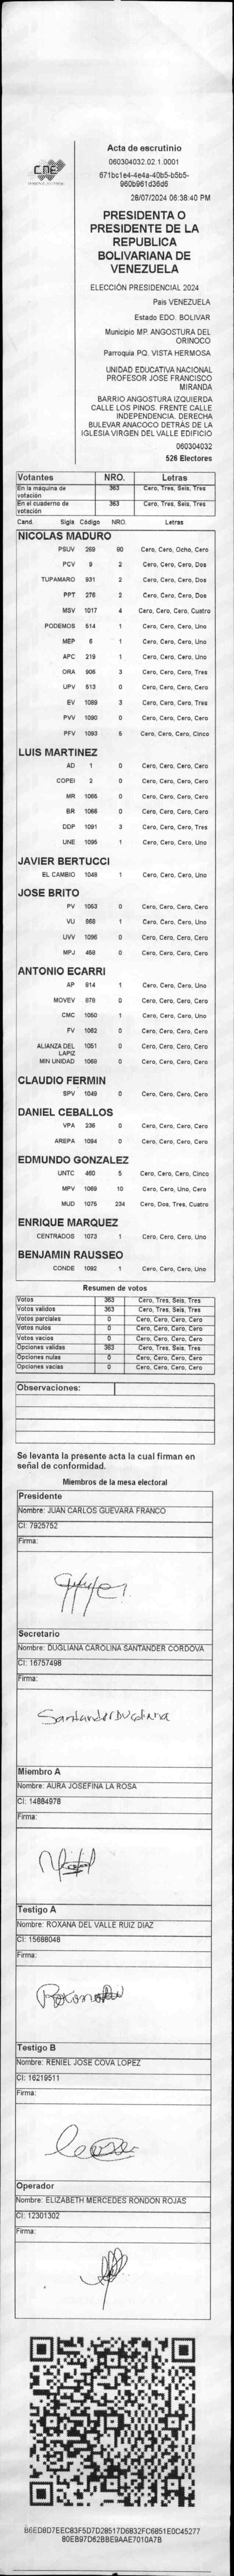 CNE
Acta de escrutinio
060304032.02.1.0001
671bc1e4-4e4a-40b5-b5b5-
960b961d36d6
28/07/2024 06:38:40 PM
PRESIDENTA O
PRESIDENTE DE LA
REPUBLICA
BOLIVARIANA DE
VENEZUELA
ELECCIÓN PRESIDENCIAL 2024
Pais VENEZUELA
Estado EDO. BOLIVAR
Municipio MP. ANGOSTURA DEL
ORINOCO
Parroquia PQ. VISTA HERMOSA
UNIDAD EDUCATIVA NACIONAL
PROFESOR JOSE FRANCISCO
MIRANDA
BARRIO ANGOSTURA IZQUIERDA
CALLE LOS PINOS. FRENTE CALLE
INDEPENDENCIA. DERECHA
BULEVAR ANACOCO DETRÁS DE LA
IGLESIA VIRGEN DEL VALLE EDIFICIO
060304032
526 Electores
Votantes NRO. Letras
En la máquina de votación 363 Cero, Tres, Seis, Tres
En el cuaderno de votación 363 Cero, Tres, Seis, Tres
Cand. Sigla Código NRO. Letras
NICOLAS MADURO
PSUV 269 80 Cero, Cero, Ocho, Cero
PCV 9 2 Cero, Cero, Cero, Dos
TUPAMARO 931 2 Cero, Cero, Cero, Dos
PPT 276 2 Cero, Cero, Cero, Dos
MSV 1017 4 Cero, Cero, Cero, Cuatro
PODEMOS 514 1 Cero, Cero, Cero, Uno
MEP 6 1 Cero, Cero, Cero, Uno
APC 219 1 Cero, Cero, Cero, Uno
ORA 906 3 Cero, Cero, Cero, Tres
UPV 513 0 Cero, Cero, Cero, Cero
EV 1089 3 Cero, Cero, Cero, Tres
PVV 1090 0 Cero, Cero, Cero, Cero
PFV 1093 5 Cero, Cero, Cero, Cinco
LUIS MARTINEZ
AD 1 0 Cero, Cero, Cero, Cero
COPEI 2 0 Cero, Cero, Cero, Cero
MR 1065 0 Cero, Cero, Cero, Cero
BR 1066 0 Cero, Cero, Cero, Cero
DDP 1091 3 Cero, Cero, Cero, Tres
UNE 1095 1 Cero, Cero, Cero, Uno
JAVIER BERTUCCI
EL CAMBIO 1048 1 Cero, Cero, Cero, Uno
JOSE BRITO
PV 1053 0 Cero, Cero, Cero, Cero
VU 868 1 Cero, Cero, Cero, Uno
UVV 1096 0 Cero, Cero, Cero, Cero
MPJ 458 0 Cero, Cero, Cero, Cero
ANTONIO ECARRI
AP 814 1 Cero, Cero, Cero, Uno
MOVEV 878 0 Cero, Cero, Cero, Cero
CMC 1050 1 Cero, Cero, Cero, Uno
FV 1062 0 Cero, Cero, Cero, Cero
ALIANZA DEL LAPIZ 1051 0 Cero, Cero, Cero, Cero
MIN UNIDAD 1068 0 Cero, Cero, Cero, Cero
CLAUDIO FERMIN
SPV 1049 0 Cero, Cero, Cero, Cero
DANIEL CEBALLOS
VPA 236 0 Cero, Cero, Cero, Cero
AREPA 1094 0 Cero, Cero, Cero, Cero
EDMUNDO GONZALEZ
UNTC 460 5 Cero, Cero, Cero, Cinco
MPV 1069 10 Cero, Cero, Uno, Cero
MUD 1075 234 Cero, Dos, Tres, Cuatro
ENRIQUE MARQUEZ
CENTRADOS 1073 1 Cero, Cero, Cero, Uno
BENJAMIN RAUSSEO
CONDE 1092 1 Cero, Cero, Cero, Uno
Resumen de votos
Votos 363 Cero, Tres, Seis, Tres
Votos validos 363 Cero, Tres, Seis, Tres
Votos parciales 0 Cero, Cero, Cero, Cero
Votos nulos 0 Cero, Cero, Cero, Cero
Votos vacios 0 Cero, Cero, Cero, Cero
Opciones validas 363 Cero, Tres, Seis, Tres
Opciones nulas 0 Cero, Cero, Cero, Cero
Opciones vacias 0 Cero, Cero, Cero, Cero
Observaciones:
Se levanta la presente acta la cual firman en
señal de conformidad.
Miembros de la mesa electoral
Presidente
Nombre: JUAN CARLOS GUEVARA FRANCO
CI: 7925752
Firma:
Secretario
Nombre: DUGLIANA CAROLINA SANTANDER CORDOVA
CI: 16757498
Firma:
Santander Dugliana
Miembro A
Nombre: AURA JOSEFINA LA ROSA
CI: 14884978
Firma:
Testigo A
Nombre: ROXANA DEL VALLE RUIZ DIAZ
CI: 15688048
Firma:
Testigo B
Nombre: RENIEL JOSE COVA LOPEZ
CI: 16219511
Firma:
Operador
Nombre: ELIZABETH MERCEDES RONDON ROJAS
CI: 12301302
Firma:
B6ED8D7EEC83F5D7D28517D6832FC6851E0C45277
80EB97D62BBE9AAE7010A7B